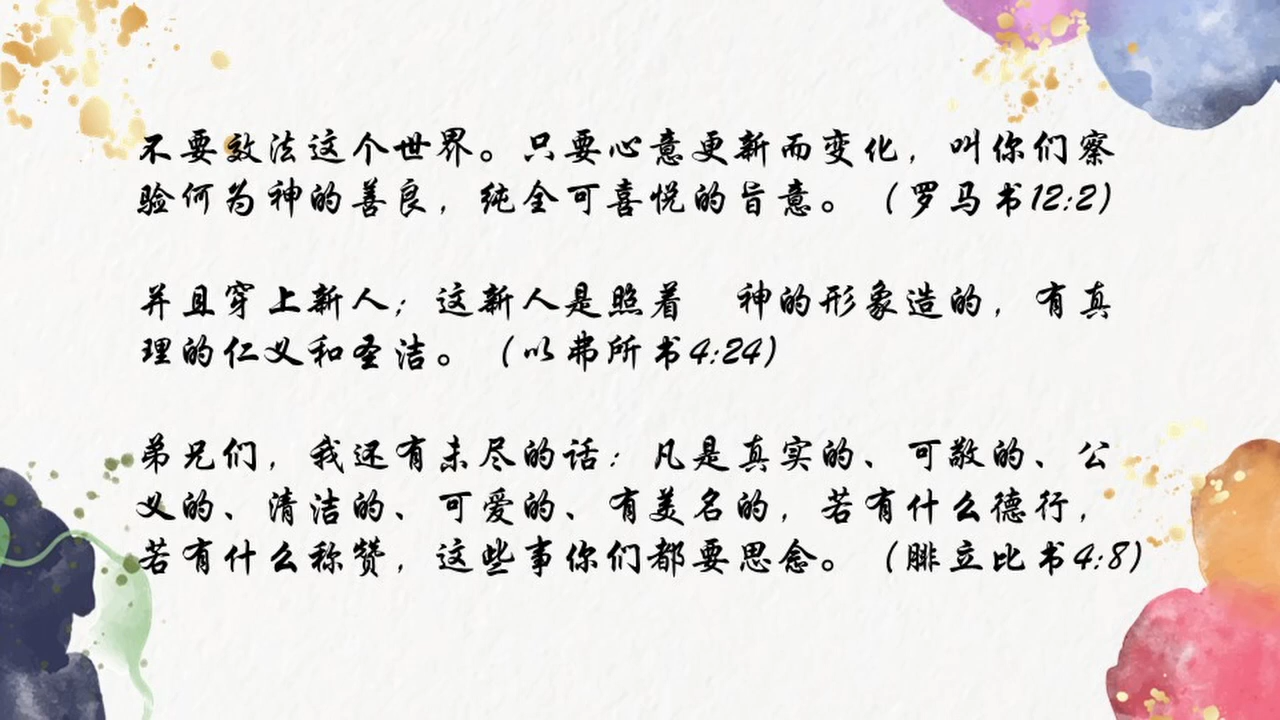 不要效法这个世界。只要心意更新而变化，叫你们察
验何为神的善良，纯全可喜悦的旨意。（罗马书12:2）
并且穿上新人；这新人是照着　神的形象造的，有真
理的仁义和圣洁。（以弗所书4:24）
弟兄们，我还有未尽的话：凡是真实的、可敬的、公
义的、清洁的、可爱的、有美名的，若有什么德行，
若有什么称赞，这些事你们都要思念。（腓立比书4:8）